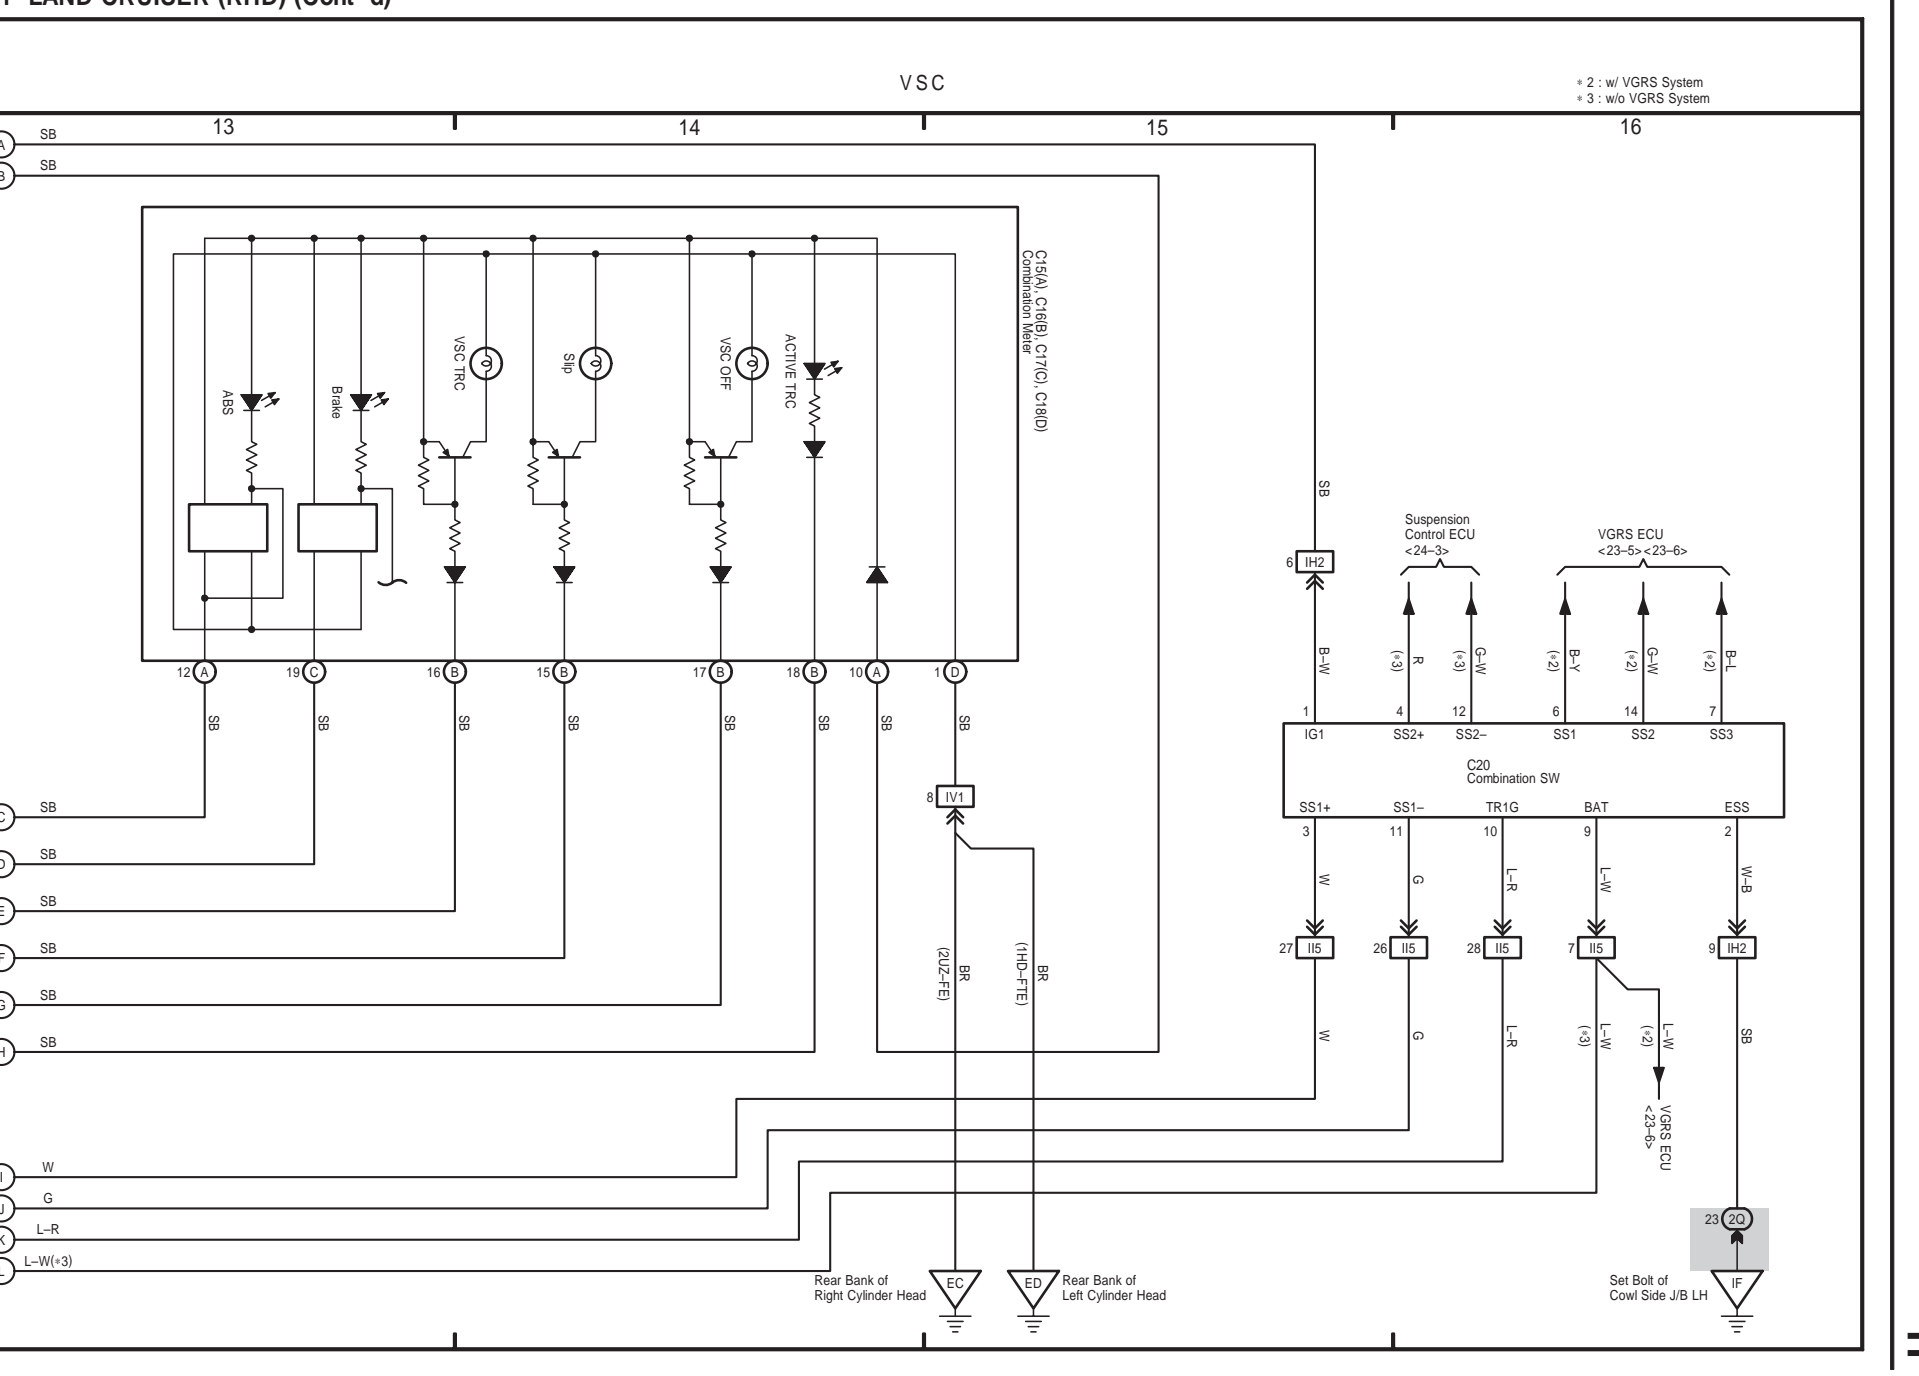 LAND CRUISER (RHD) (Cont' d)
VSC
* 2 : w/ VGRS System
* 3 : w/o VGRS System
13 14 15 16
A SB
B SB
C15(A), C16(B), C17(C), C18(D)
Combination Meter
ABS
Brake
VSC TRC
Slip
VSC OFF
ACTIVE TRC
12 A 19 C 16 B 15 B 17 B 18 B 10 A 1 D
SB SB SB SB SB SB SB SB
8 IV1
C SB
D SB
E SB
F SB
G SB
H SB
BR
(2UZ–FE)
BR
(1HD–FTE)
SB
6 IH2
B–W
Suspension
Control ECU
<24–3>
VGRS ECU
<23–5><23–6>
R
(*3)
G–W
(*3)
B–Y
(*2)
G–W
(*2)
B–L
(*2)
1 4 12 6 14 7
IG1 SS2+ SS2– SS1 SS2 SS3
C20
Combination SW
SS1+ SS1– TR1G BAT ESS
3 11 10 9 2
W G L–R L–W W–B
27 II5 26 II5 28 II5 7 II5 9 IH2
W G L–R L–W
(*3)
L–W
(*2)
SB
VGRS ECU
<23–6>
I W
J G
K L–R
L L–W(*3)
23 2Q
Rear Bank of
Right Cylinder Head
EC
ED
Rear Bank of
Left Cylinder Head
Set Bolt of
Cowl Side J/B LH
IF